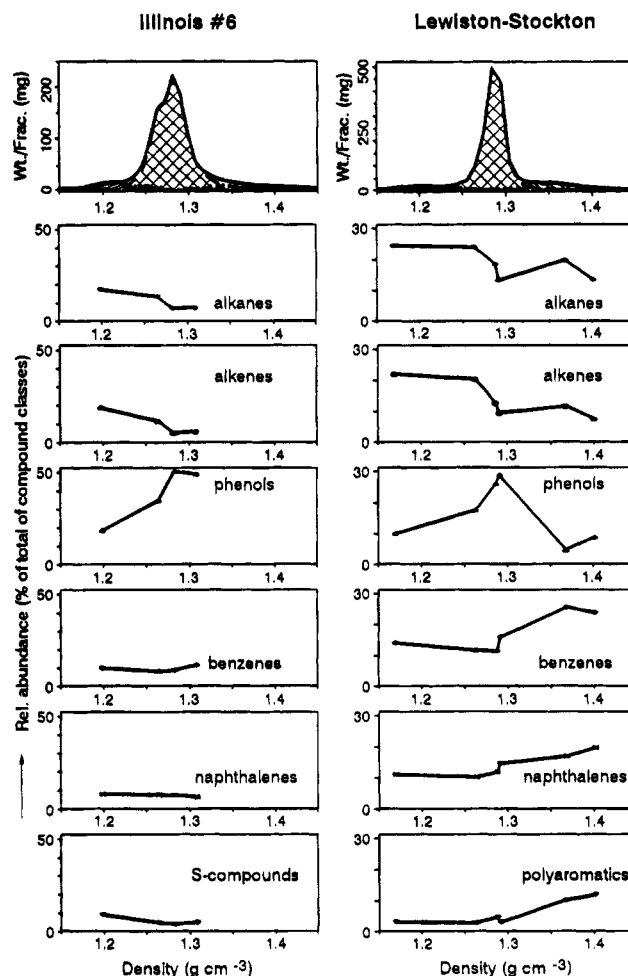 Illinois #6
Lewiston-Stockton
Wt./Frac. (mg)
200
100
0
1.2 1.3 1.4
Wt./Frac. (mg)
500
250
0
1.2 1.3 1.4
Rel. abundance (% of total of compound classes)
50
0
alkanes
1.2 1.3 1.4
30
0
alkanes
1.2 1.3 1.4
50
0
alkenes
1.2 1.3 1.4
30
0
alkenes
1.2 1.3 1.4
50
0
phenols
1.2 1.3 1.4
30
0
phenols
1.2 1.3 1.4
50
0
benzenes
1.2 1.3 1.4
30
0
benzenes
1.2 1.3 1.4
50
0
naphthalenes
1.2 1.3 1.4
30
0
naphthalenes
1.2 1.3 1.4
50
0
S-compounds
1.2 1.3 1.4
30
0
polyaromatics
1.2 1.3 1.4
Density (g cm -3)
Density (g cm -3)